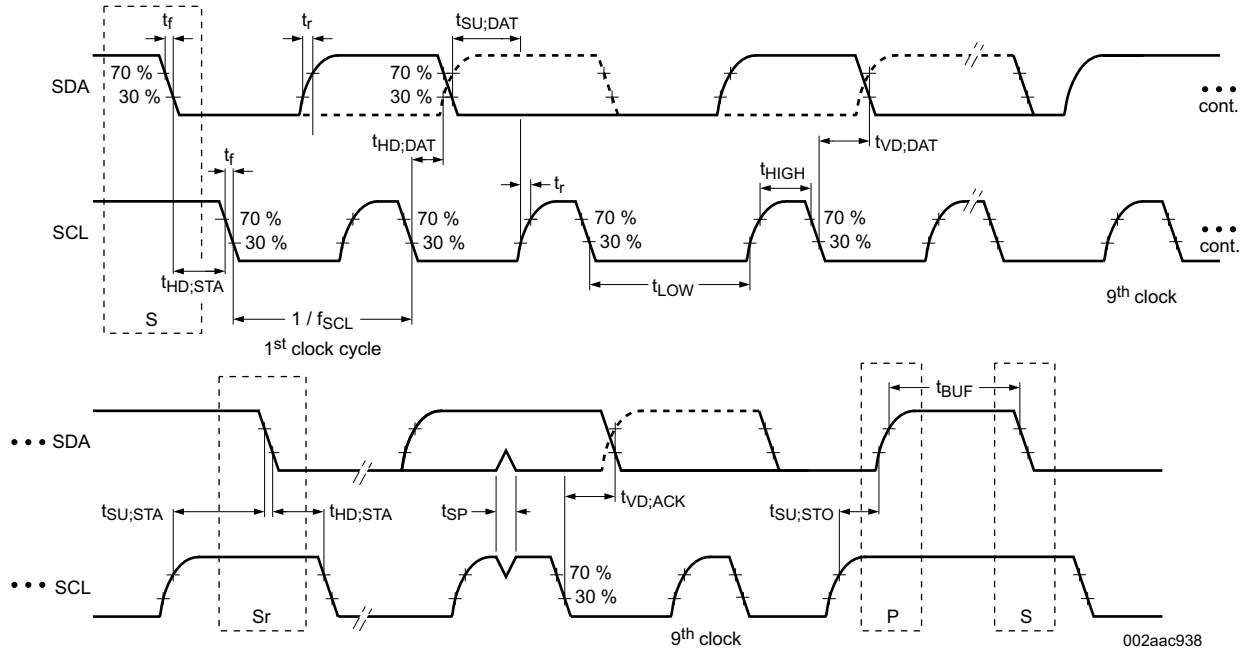 tf tr tSU;DAT
70 % 70 % 70 %
SDA 30 % 30 % 30 % ● ● ● cont.
tHD;DAT tVD;DAT
tf tr tHIGH
70 % 70 % 70 % 70 %
SCL 30 % 30 % 30 % 30 % ● ● ● cont.
tHD;STA tLOW 9th clock
S 1 / fSCL
1st clock cycle
tBUF
● ● ● SDA
tSU;STA tHD;STA tSP tVD;ACK tSU;STO
● ● ● SCL 70 %
30 %
Sr 9th clock P S
002aac938